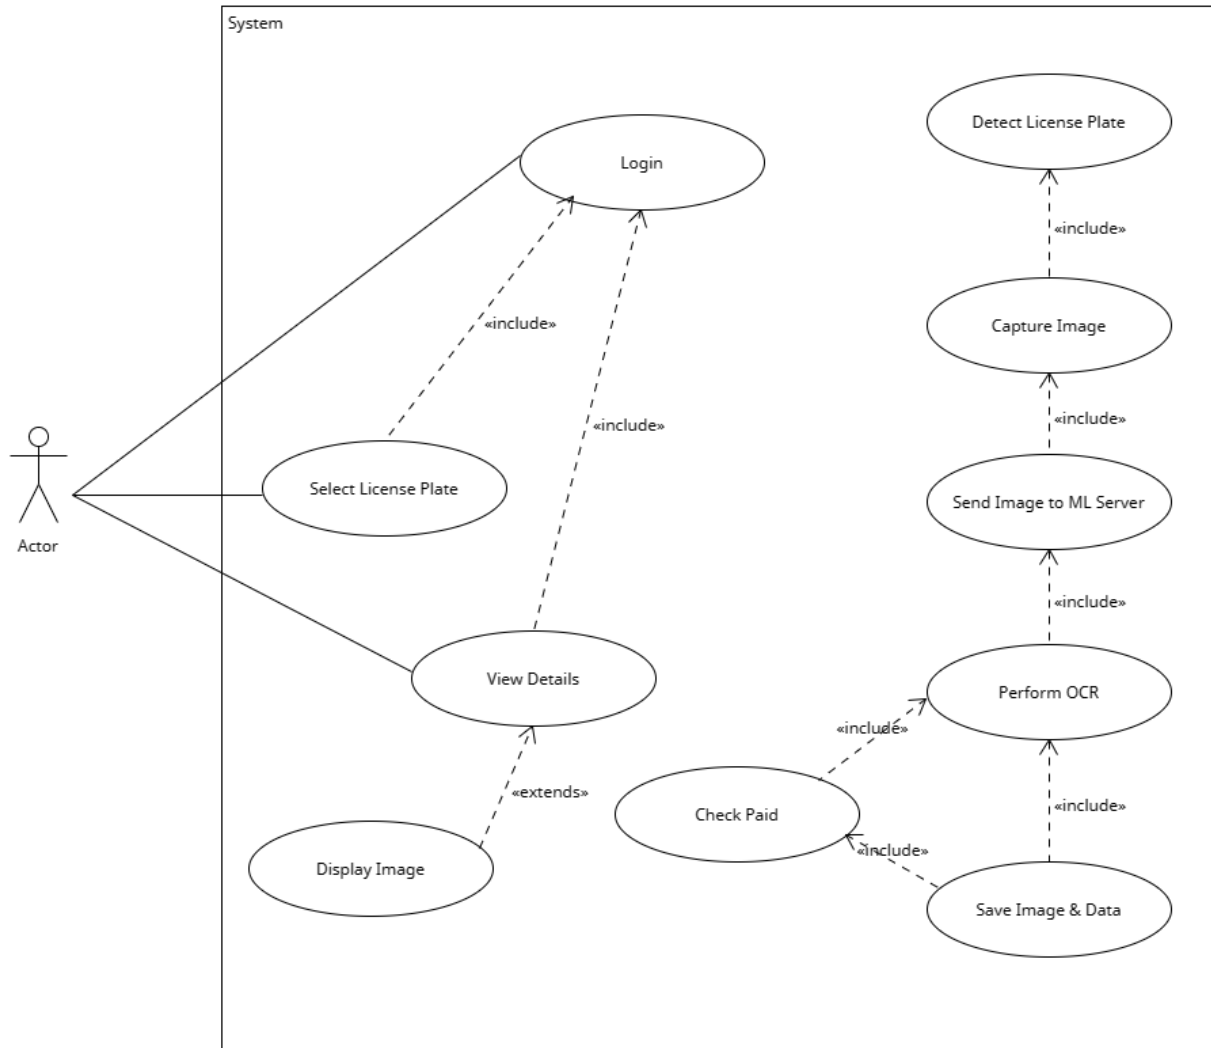 System
Detect License Plate
Login
«include»
Capture Image
«include»
«include»
«include»
Select License Plate
Send Image to ML Server
Actor
«include»
View Details
Perform OCR
«include»
«extends»
«include»
Check Paid
«include»
Display Image
Save Image & Data